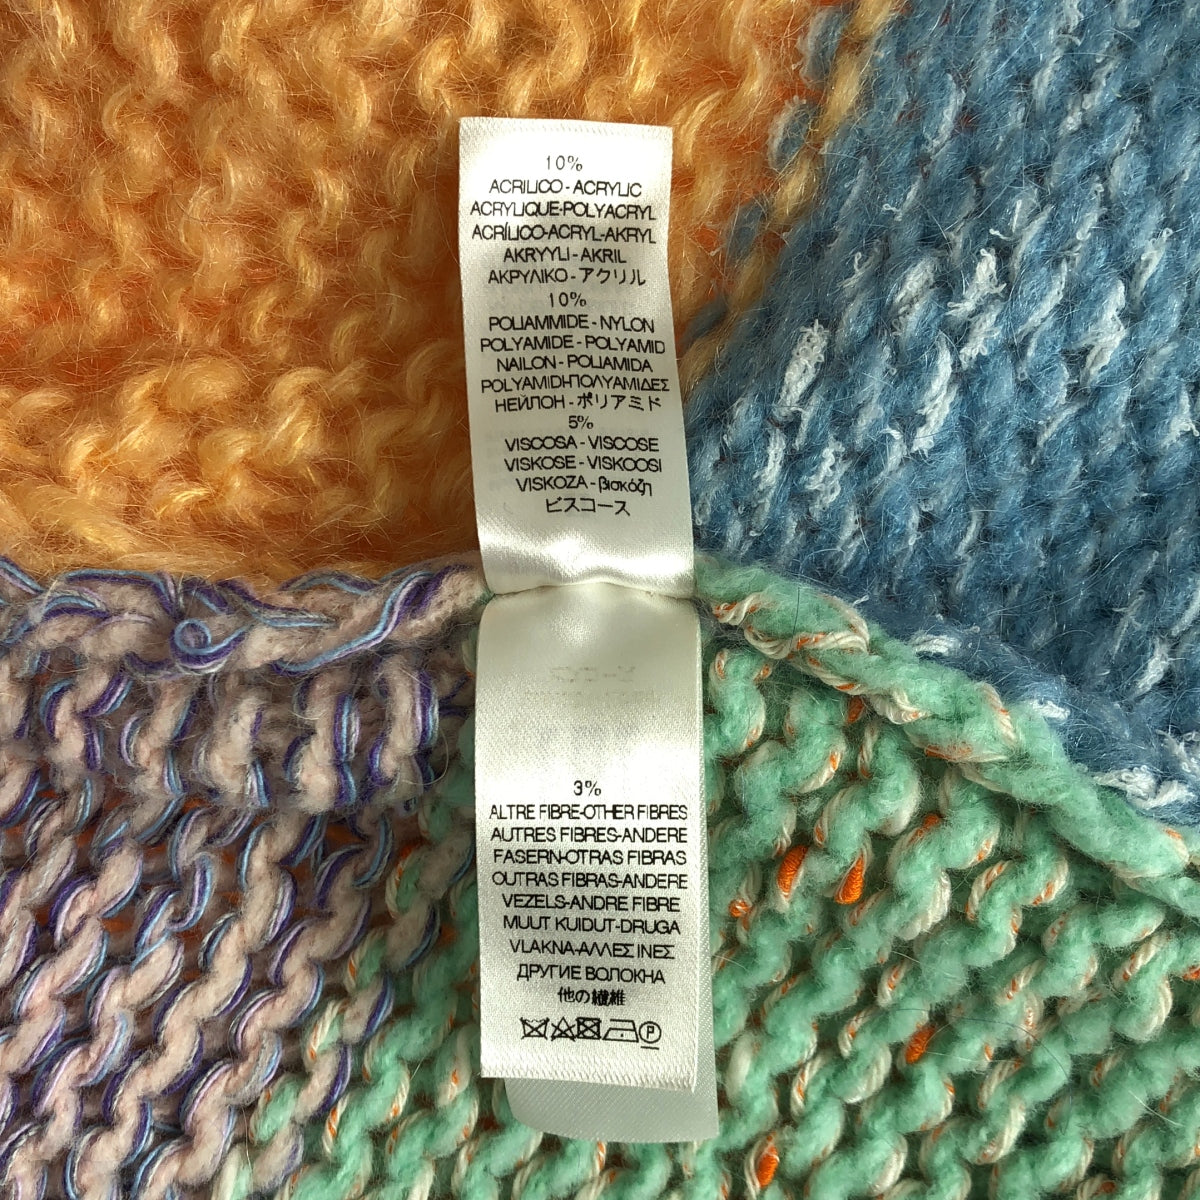 10%
ACRILICO - ACRYLIC
ACRYLIQUE-POLYACRYL
ACRÍLICO-ACRYL-AKRYL
AKRYYLI - AKRIL
ΑΚΡΥΛΙΚΟ - アクリル
10%
POLIAMMIDE - NYLON
POLYAMIDE - POLYAMID
NAILON - POLIAMIDA
POLYAMIDI-ΠΟΛΥΑΜΙΔΕΣ
НЕЙЛОН - ポリアミド
5%
VISCOSA - VISCOSE
VISKOSE - VISKOOSI
VISKOZA - βισκόζη
ビスコース
3%
ALTRE FIBRE-OTHER FIBRES
AUTRES FIBRES-ANDERE
FASERN-OTRAS FIBRAS
OUTRAS FIBRAS-ANDERE
VEZELS-ANDRE FIBRE
MUUT KUIDUT-DRUGA
VLAKNA-ΑΛΛΕΣ ΙΝΕΣ
ДРУГИЕ ВОЛОКНА
他の繊維
P